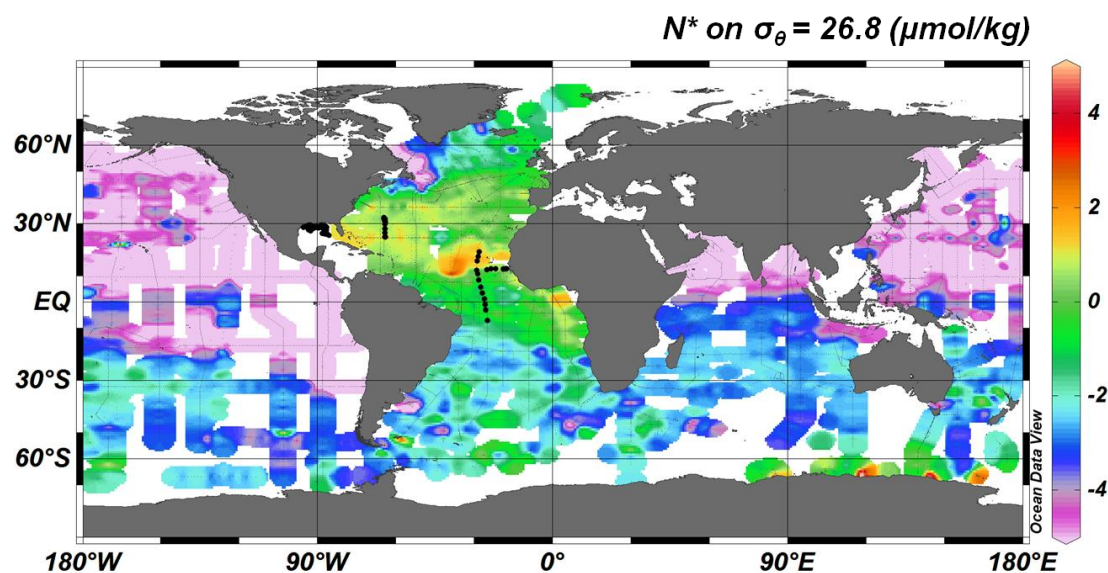 N* on σθ = 26.8 (μmol/kg)
60°N
30°N
EQ
30°S
60°S
180°W
90°W
0°
90°E
180°E
4
2
0
-2
-4
Ocean Data View